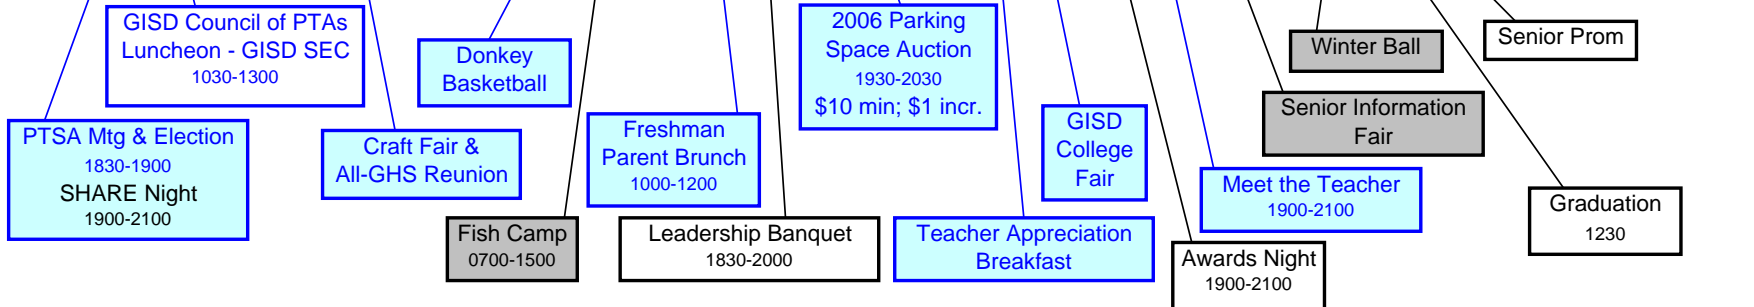 GISD Council of PTAs
Luncheon - GISD SEC
1030-1300
PTSA Mtg & Election
1830-1900
SHARE Night
1900-2100
Craft Fair &
All-GHS Reunion
Donkey
Basketball
Fish Camp
0700-1500
Freshman
Parent Brunch
1000-1200
Leadership Banquet
1830-2000
2006 Parking
Space Auction
1930-2030
$10 min; $1 incr.
Teacher Appreciation
Breakfast
GISD
College
Fair
Awards Night
1900-2100
Meet the Teacher
1900-2100
Winter Ball
Senior Information
Fair
Senior Prom
Graduation
1230